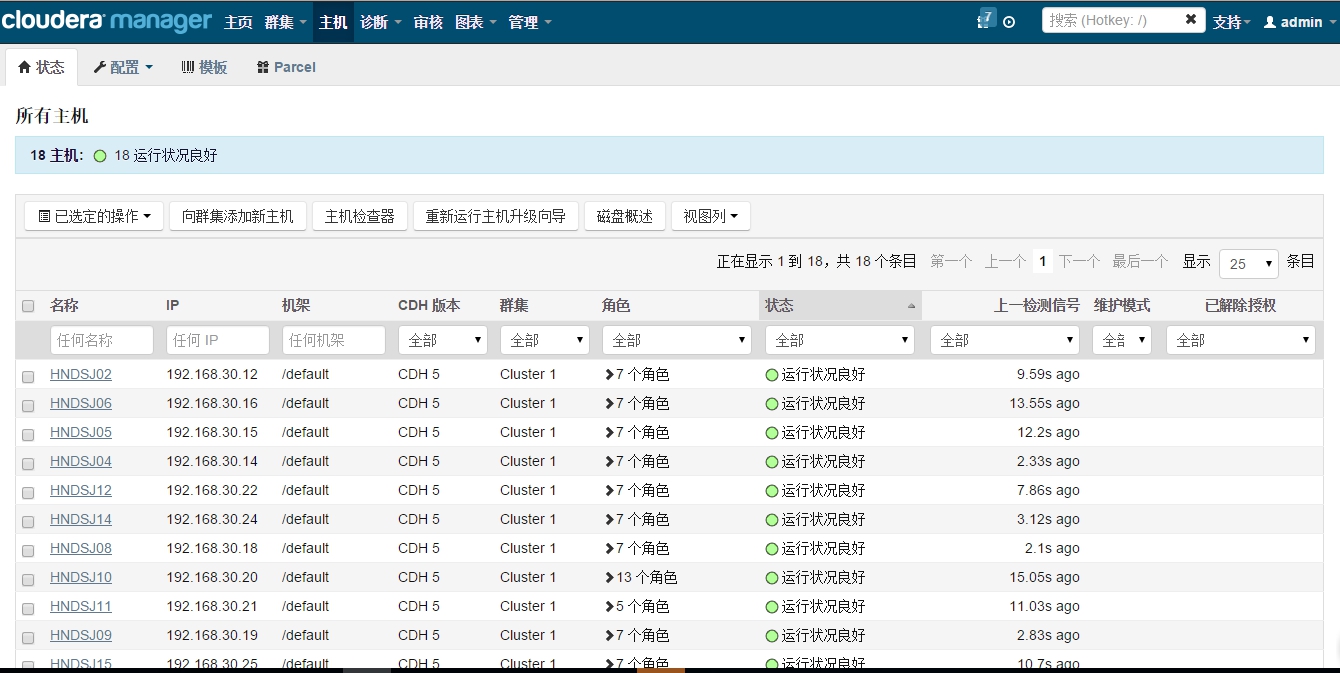 cloudera manager 主页 群集 主机 诊断 审核 图表 管理 7 搜索 (Hotkey: /) 支持 admin
状态 配置 模板 Parcel
所有主机
18 主机: 18 运行状况良好
已选定的操作 向群集添加新主机 主机检查器 重新运行主机升级向导 磁盘概述 视图列
正在显示 1 到 18，共 18 个条目 第一个 上一个 1 下一个 最后一个 显示 25 条目
名称 IP 机架 CDH 版本 群集 角色 状态 上一检测信号 维护模式 已解除授权
任何名称 任何 IP 任何机架 全部 全部 全部 全部 全部 全部 全部
HNDSJ02 192.168.30.12 /default CDH 5 Cluster 1 7 个角色 运行状况良好 9.59s ago
HNDSJ06 192.168.30.16 /default CDH 5 Cluster 1 7 个角色 运行状况良好 13.55s ago
HNDSJ05 192.168.30.15 /default CDH 5 Cluster 1 7 个角色 运行状况良好 12.2s ago
HNDSJ04 192.168.30.14 /default CDH 5 Cluster 1 7 个角色 运行状况良好 2.33s ago
HNDSJ12 192.168.30.22 /default CDH 5 Cluster 1 7 个角色 运行状况良好 7.86s ago
HNDSJ14 192.168.30.24 /default CDH 5 Cluster 1 7 个角色 运行状况良好 3.12s ago
HNDSJ08 192.168.30.18 /default CDH 5 Cluster 1 7 个角色 运行状况良好 2.1s ago
HNDSJ10 192.168.30.20 /default CDH 5 Cluster 1 13 个角色 运行状况良好 15.05s ago
HNDSJ11 192.168.30.21 /default CDH 5 Cluster 1 5 个角色 运行状况良好 11.03s ago
HNDSJ09 192.168.30.19 /default CDH 5 Cluster 1 7 个角色 运行状况良好 2.83s ago
HNDSJ15 192.168.30.25 /default CDH 5 Cluster 1 7 个角色 运行状况良好 10.7s ago